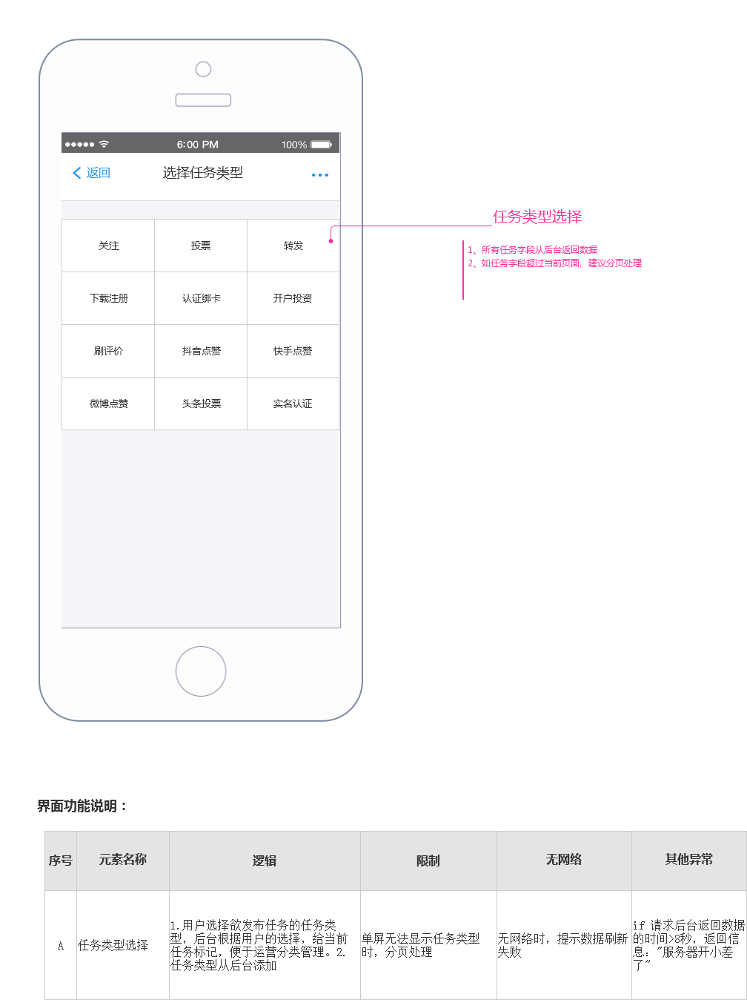 6:00 PM
100%
返回
选择任务类型
关注
投票
转发
下载注册
认证绑卡
开户投资
刷评价
抖音点赞
快手点赞
微博点赞
头条投票
实名认证
任务类型选择
1、所有任务字段从后台返回数据
2、如任务字段超过当前页面，建议分页处理
界面功能说明：
序号
元素名称
逻辑
限制
无网络
其他异常
A
任务类型选择
1.用户选择欲发布任务的任务类
型，后台根据用户的选择，给当前
任务标记，便于运营分类管理。2.
任务类型从后台添加
单屏无法显示任务类型
时，分页处理
无网络时，提示数据刷新
失败
if 请求后台返回数据
的时间>8秒，返回信
息："服务器开小差
了"